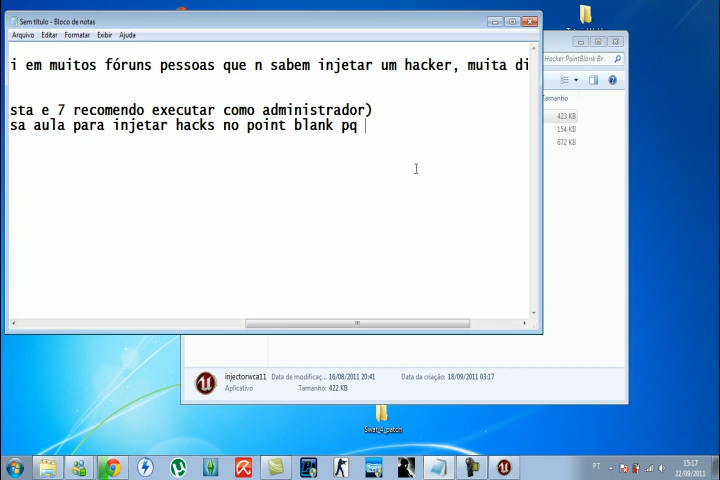 Sem título - Bloco de notas
Arquivo Editar Formatar Exibir Ajuda
i em muitos fóruns pessoas que n sabem injetar um hacker, muita di
sta e 7 recomendo executar como administrador)
sa aula para injetar hacks no point blank pq
Hacker PointBlank Br
Tamanho
423 KB
154 KB
672 KB
injectorwca11 Data de modificaç... 16/08/2011 20:41 Data da criação: 18/09/2011 03:17
Aplicativo Tamanho: 422 KB
Swat_4_patch
PT 15:17
22/09/2011